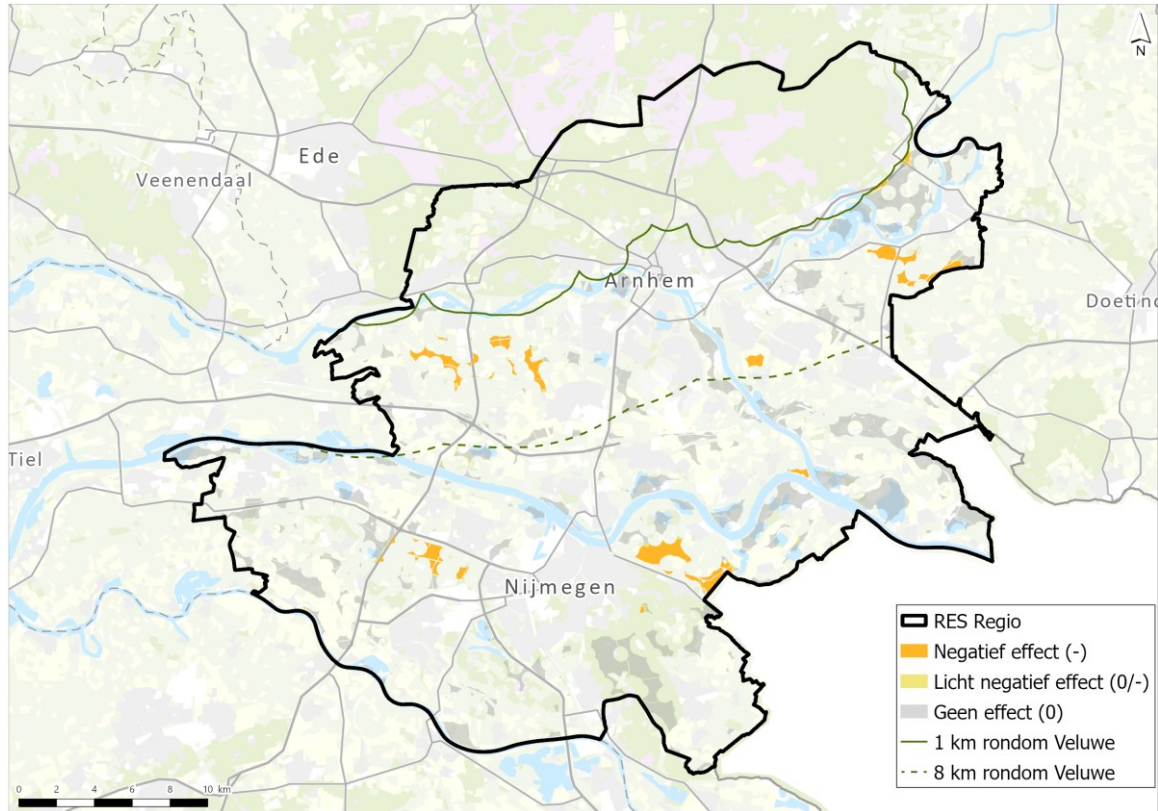 N
Ede
Veenendaal
Arnhem
Doetinc
Tiel
Nijmegen
RES Regio
Negatief effect (-)
Licht negatief effect (0/-)
Geen effect (0)
1 km rondom Veluwe
8 km rondom Veluwe
0 2 4 6 8 10 km